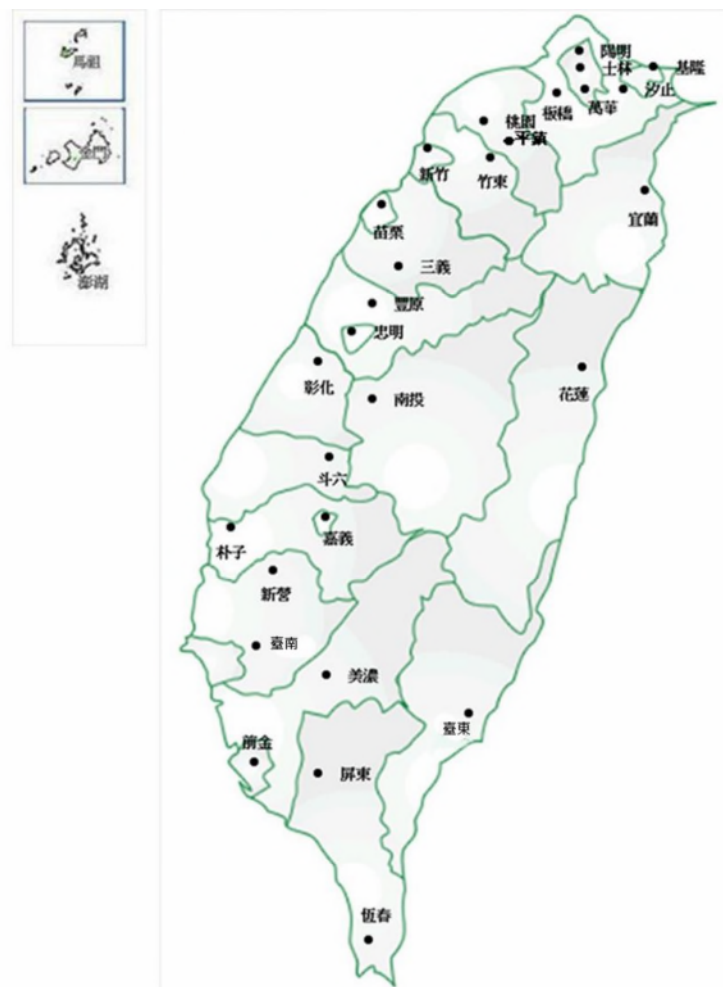 馬祖
金門
澎湖
陽明
士林
基隆
汐止
萬華
板橋
桃園
平鎮
新竹
竹東
宜蘭
苗栗
三義
豐原
忠明
彰化
南投
花蓮
斗六
嘉義
朴子
新營
臺南
美濃
臺東
前金
屏東
恆春